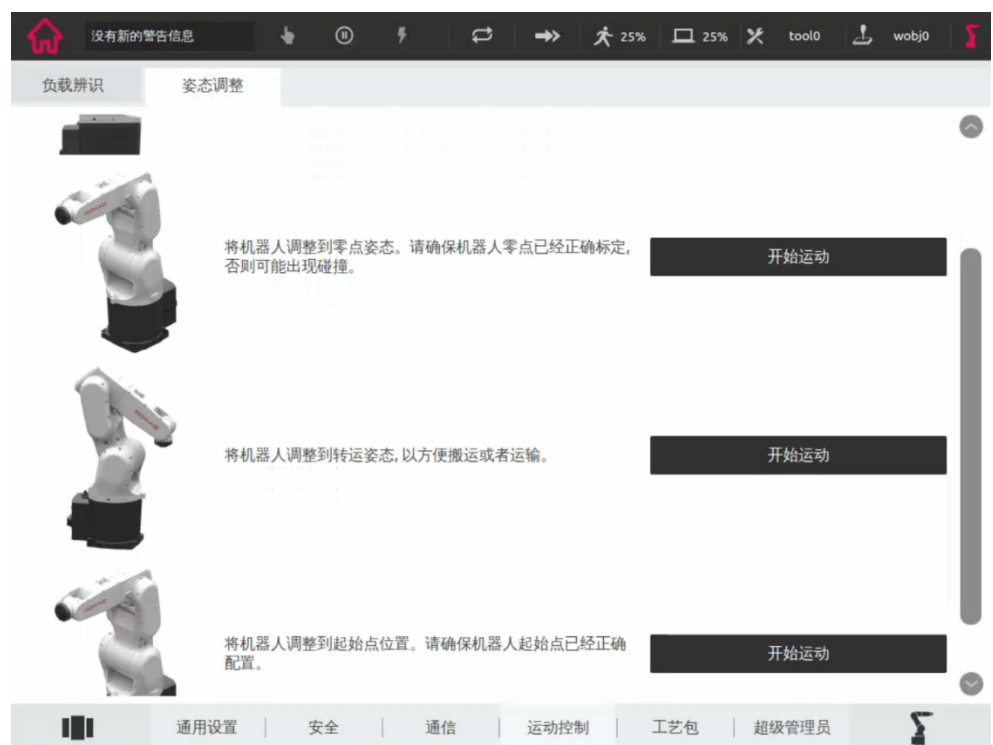 没有新的警告信息
25%
25%
tool0
wobj0
负载辨识
姿态调整
将机器人调整到零点姿态。请确保机器人零点已经正确标定,
否则可能出现碰撞。
开始运动
将机器人调整到转运姿态, 以方便搬运或者运输。
开始运动
将机器人调整到起始点位置。请确保机器人起始点已经正确
配置。
开始运动
通用设置
安全
通信
运动控制
工艺包
超级管理员